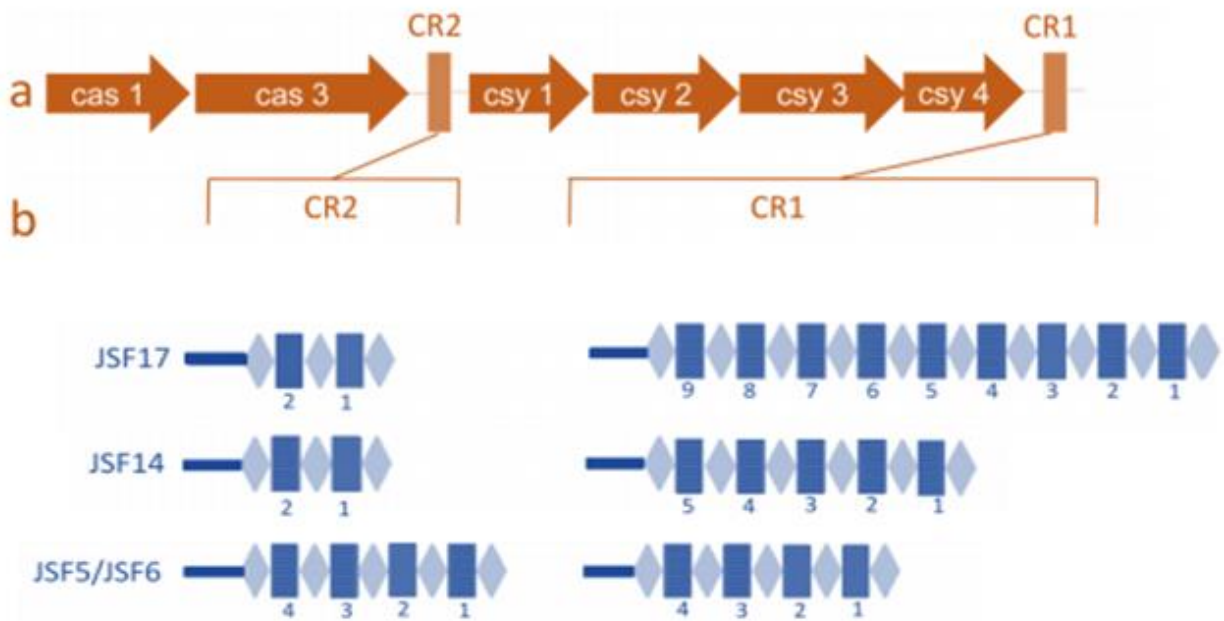 CR2 CR1
a cas 1 cas 3 csy 1 csy 2 csy 3 csy 4
CR2 CR1
b
JSF17
2 1 9 8 7 6 5 4 3 2 1
JSF14
2 1 5 4 3 2 1
JSF5/JSF6
4 3 2 1 4 3 2 1